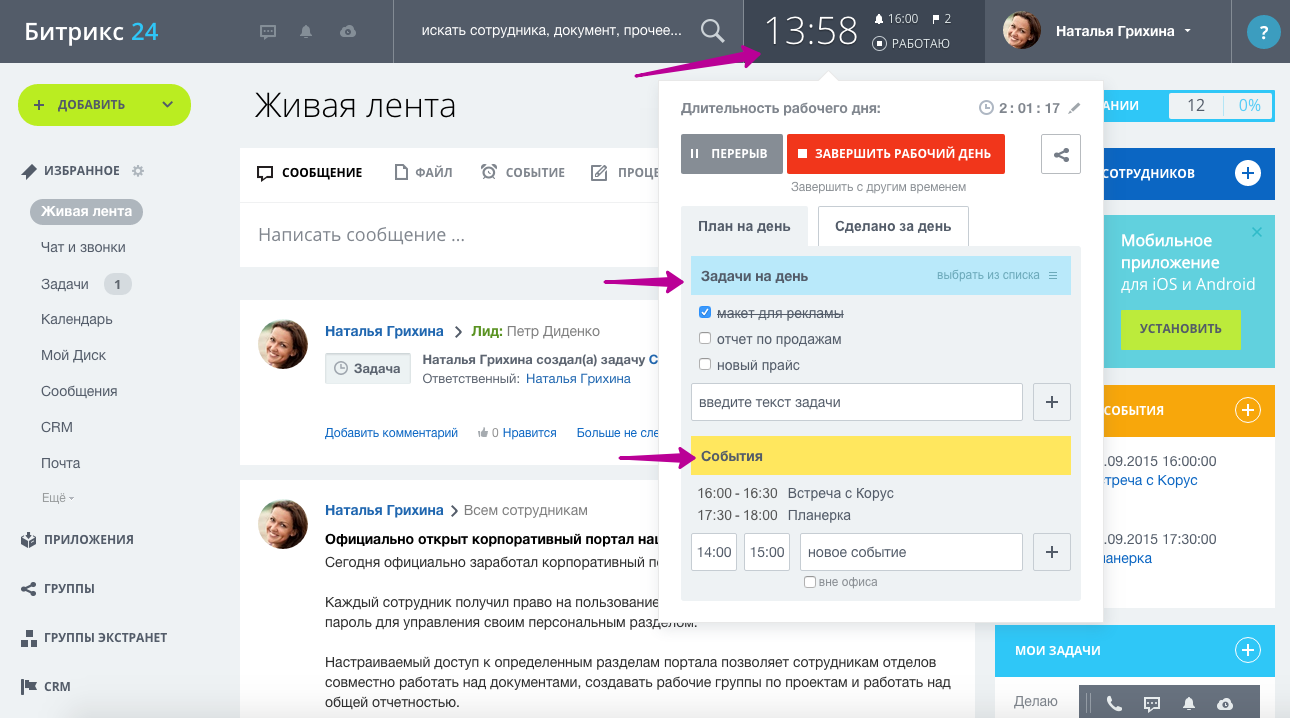 Битрикс 24
искать сотрудника, документ, прочее...
13:58
16:00
2
РАБОТАЮ
Наталья Грихина
?
+ ДОБАВИТЬ
ИЗБРАННОЕ
Живая лента
Чат и звонки
Задачи 1
Календарь
Мой Диск
Сообщения
CRM
Почта
Ещё
ПРИЛОЖЕНИЯ
ГРУППЫ
ГРУППЫ ЭКСТРАНЕТ
CRM
Живая лента
СООБЩЕНИЕ ФАЙЛ СОБЫТИЕ ПРОЦЕ
Написать сообщение ...
Наталья Грихина > Лид: Петр Диденко
Задача
Наталья Грихина создал(а) задачу С
Ответственный: Наталья Грихина
Добавить комментарий 0 Нравится Больше не сле
Наталья Грихина > Всем сотрудникам
Официально открыт корпоративный портал наш
Сегодня официально заработал корпоративный по
Каждый сотрудник получил право на пользование
пароль для управления своим персональным разделом.
Настраиваемый доступ к определенным разделам портала позволяет сотрудникам отделов
совместно работать над документами, создавать рабочие группы по проектам и работать над
общей отчетностью.
Длительность рабочего дня: 2 : 01 : 17
ПЕРЕРЫВ
ЗАВЕРШИТЬ РАБОЧИЙ ДЕНЬ
Завершить с другим временем
План на день
Сделано за день
Задачи на день
выбрать из списка
макет для рекламы
отчет по продажам
новый прайс
введите текст задачи +
События
16:00 - 16:30 Встреча с Корус
17:30 - 18:00 Планерка
14:00 15:00 новое событие +
вне офиса
АНИИ 12 0%
СОТРУДНИКОВ +
Мобильное
приложение
для iOS и Android
УСТАНОВИТЬ
СОБЫТИЯ +
.09.2015 16:00:00
треча с Корус
.09.2015 17:30:00
ланерка
МОИ ЗАДАЧИ +
Делаю